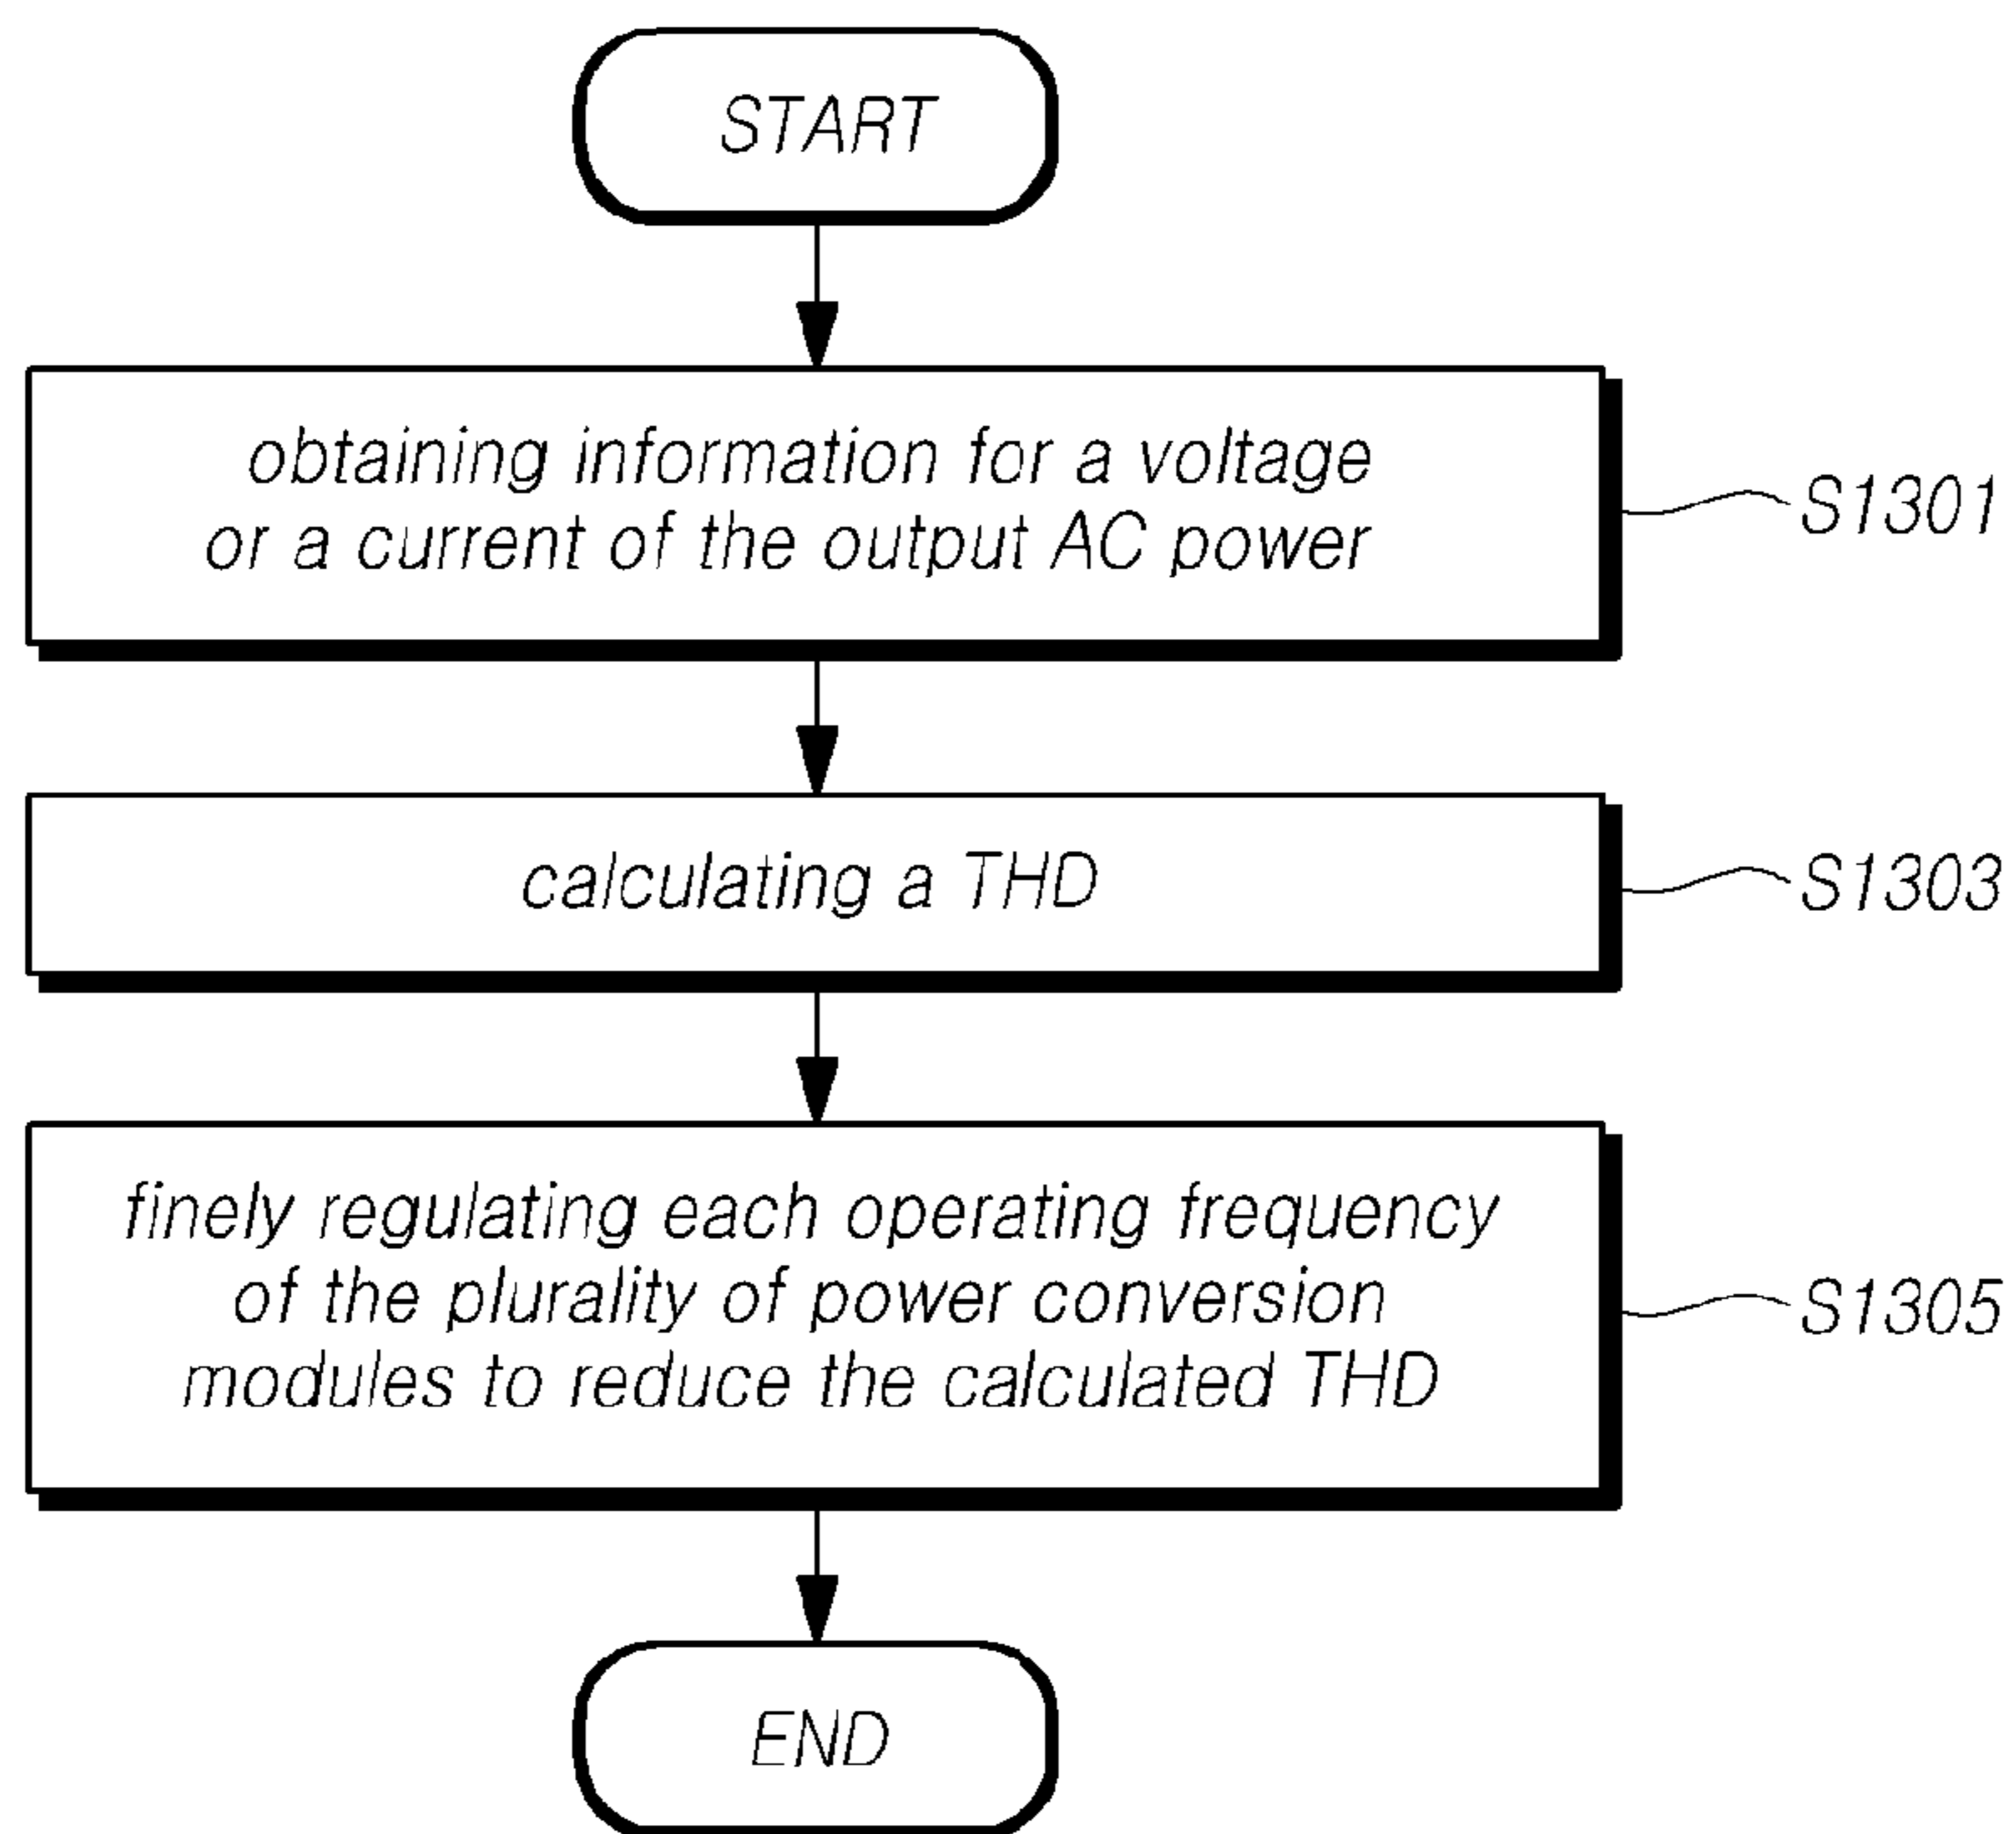 START
obtaining information for a voltage
or a current of the output AC power
S1301
calculating a THD
S1303
finely regulating each operating frequency
of the plurality of power conversion
modules to reduce the calculated THD
S1305
END